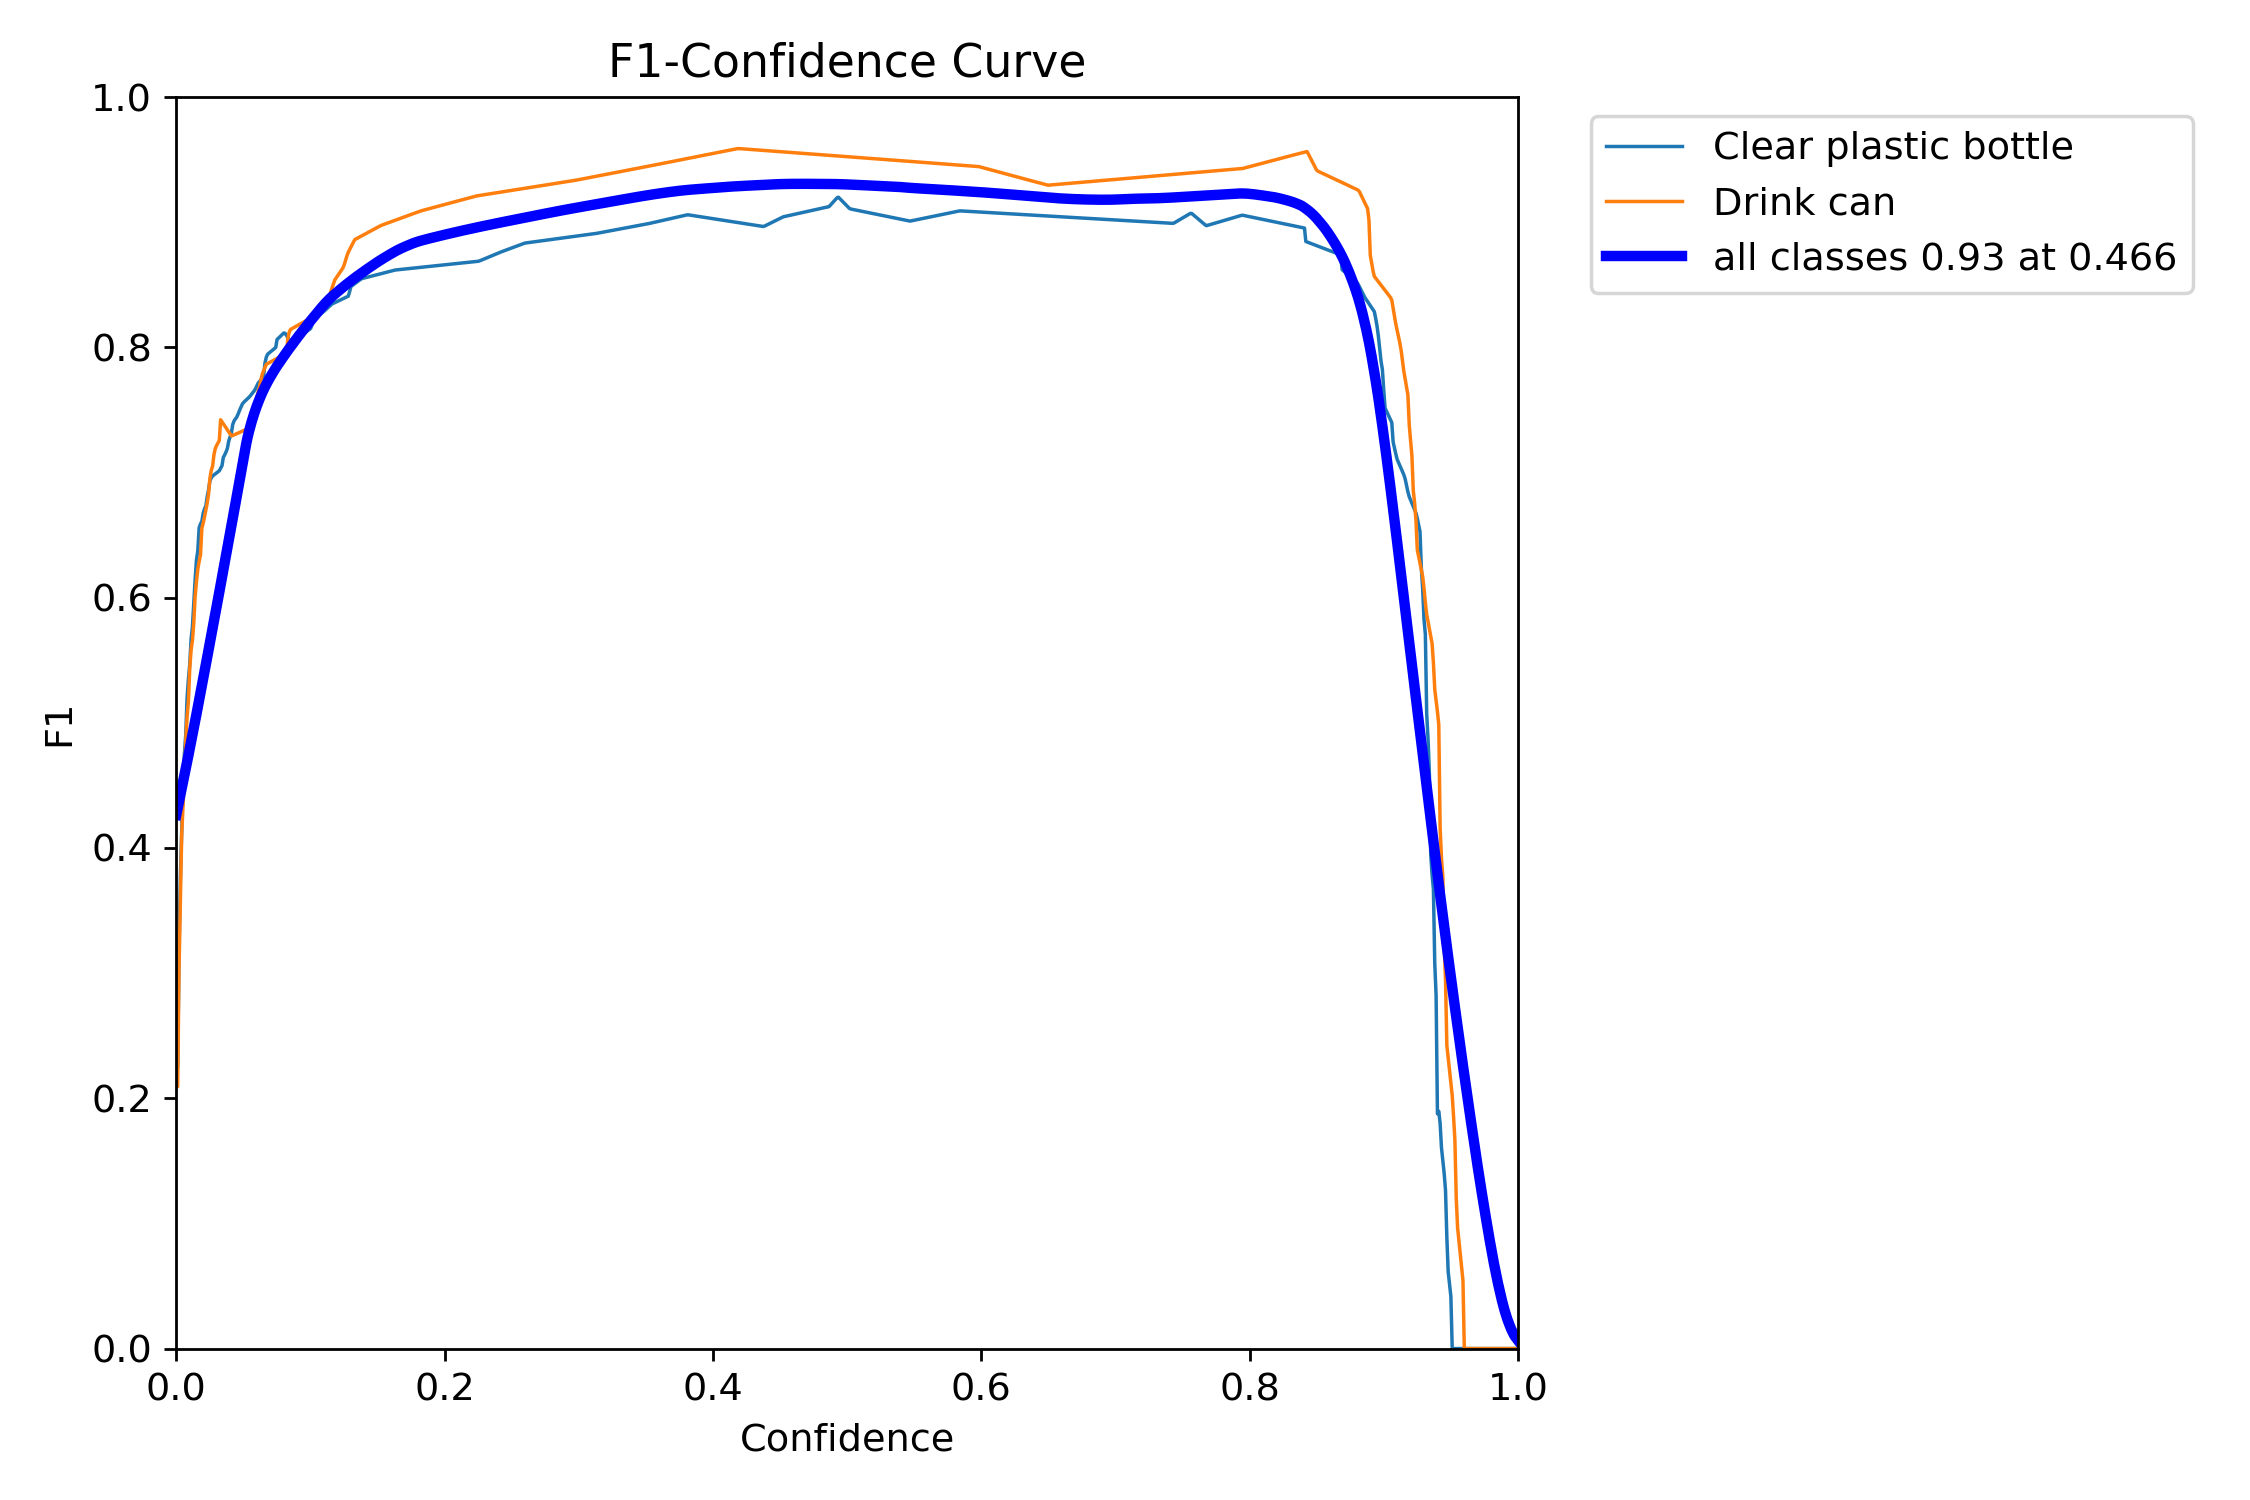 F1-Confidence Curve
1.0
0.8
0.6
0.4
0.2
0.0
F1
0.0 0.2 0.4 0.6 0.8 1.0
Confidence
Clear plastic bottle
Drink can
all classes 0.93 at 0.466